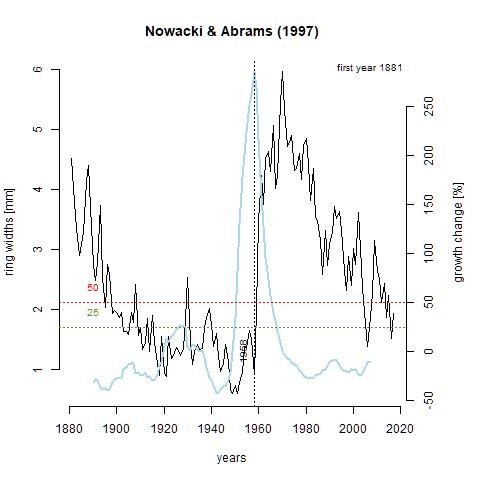 Nowacki & Abrams (1997)
first year 1881
ring widths [mm]
6
5
4
3
2
1
50
25
1958
growth change [%]
250
200
150
100
50
0
-50
1880 1900 1920 1940 1960 1980 2000 2020
years